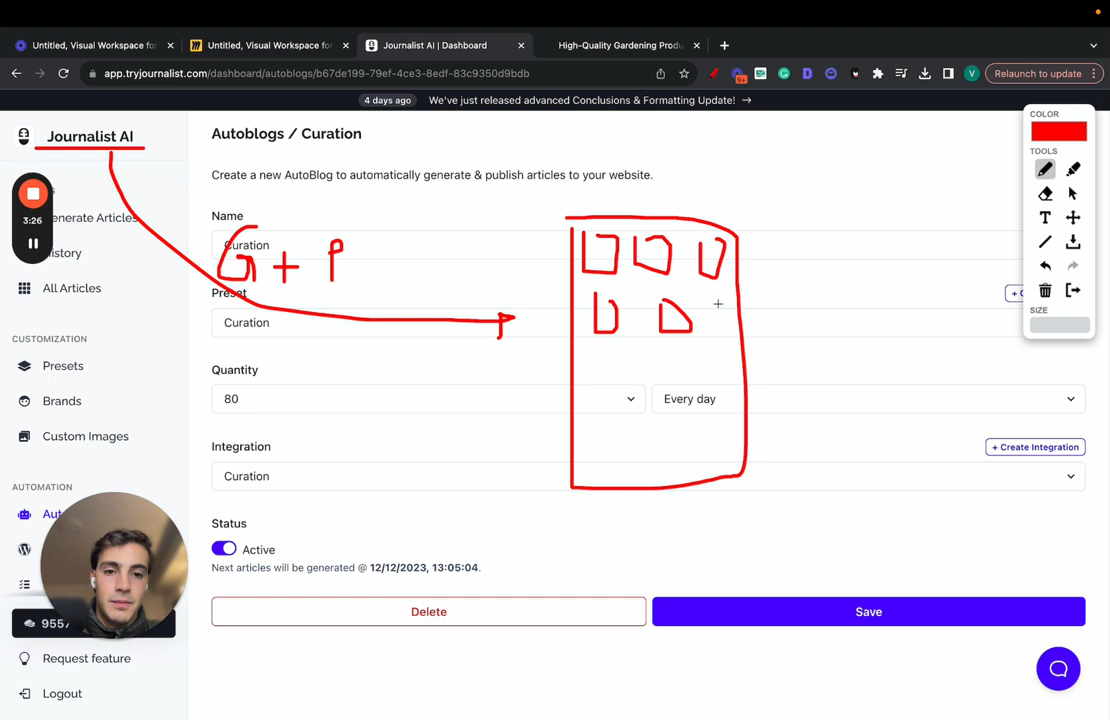 Untitled, Visual Workspace for
Untitled, Visual Workspace for
Journalist AI | Dashboard
High-Quality Gardening Produ
app.tryjournalist.com/dashboard/autoblogs/b67de199-79ef-4ce3-8edf-83c9350d9bdb
9+
V
Relaunch to update
4 days ago We've just released advanced Conclusions & Formatting Update! →
Journalist AI
Autoblogs / Curation
COLOR
TOOLS
T
SIZE
Create a new AutoBlog to automatically generate & publish articles to your website.
3:26
enerate Articles
Name
Curation
G + P
istory
All Articles
Preset
Curation
CUSTOMIZATION
Presets
Brands
Custom Images
Quantity
80
Every day
Integration
+ Create Integration
Curation
AUTOMATION
Aut
Status
Active
Next articles will be generated @ 12/12/2023, 13:05:04.
Delete
Save
955
Request feature
Logout